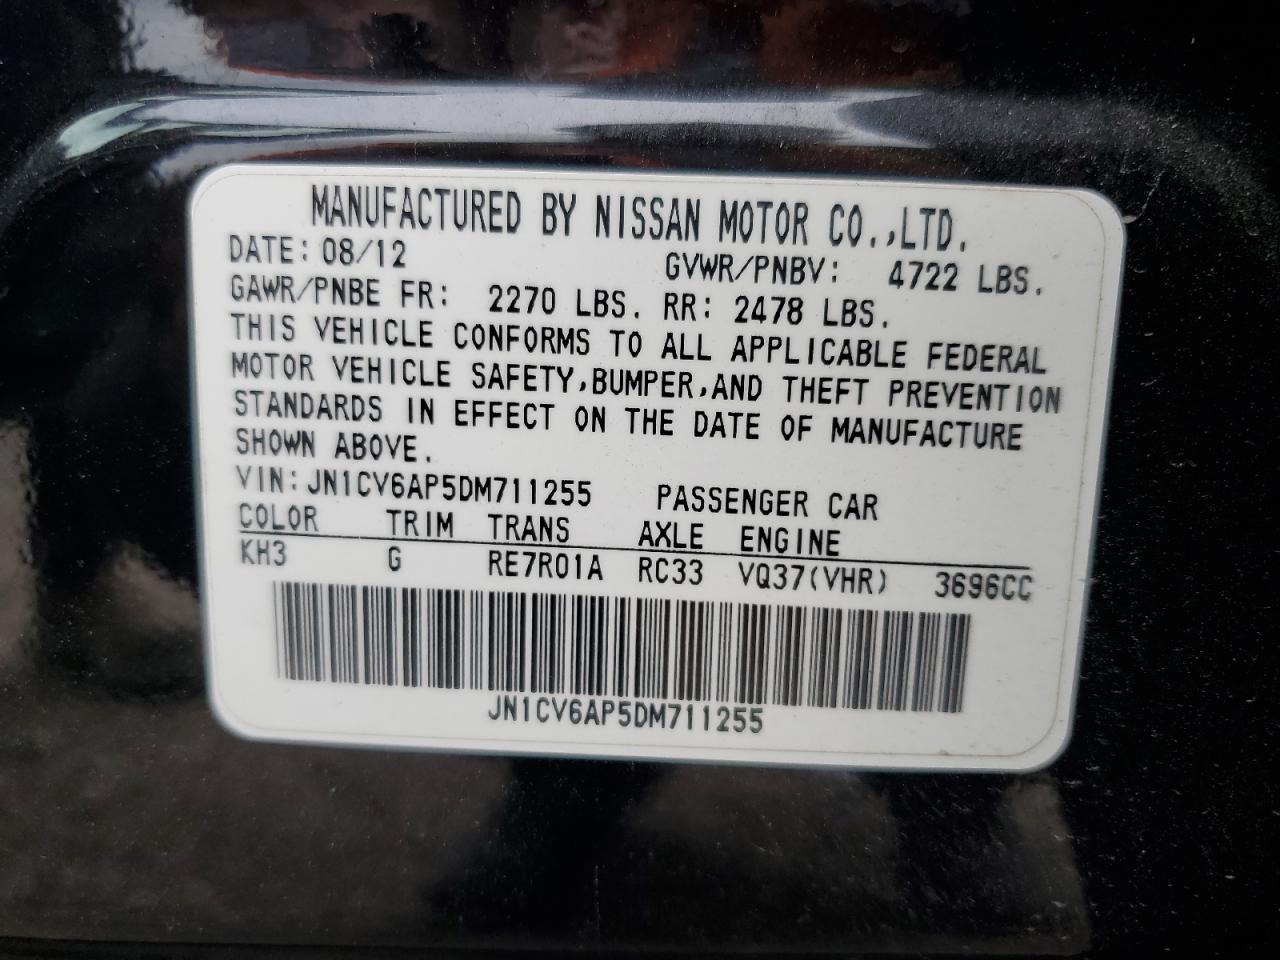 MANUFACTURED BY NISSAN MOTOR CO.,LTD.
DATE: 08/12 GVWR/PNBV: 4722 LBS.
GAWR/PNBE FR: 2270 LBS. RR: 2478 LBS.
THIS VEHICLE CONFORMS TO ALL APPLICABLE FEDERAL
MOTOR VEHICLE SAFETY,BUMPER,AND THEFT PREVENTION
STANDARDS IN EFFECT ON THE DATE OF MANUFACTURE
SHOWN ABOVE.
VIN: JN1CV6AP5DM711255 PASSENGER CAR
COLOR TRIM TRANS AXLE ENGINE
KH3 G RE7R01A RC33 VQ37(VHR) 3696CC
JN1CV6AP5DM711255